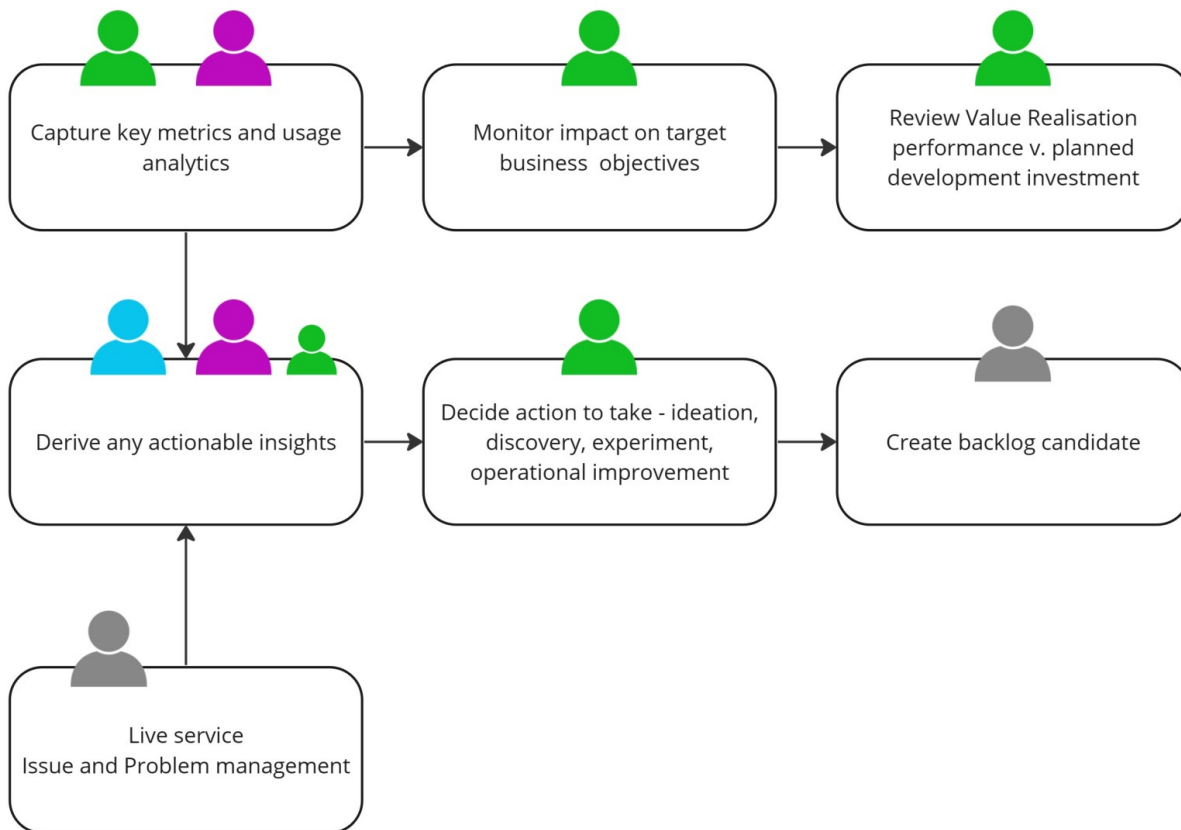 Capture key metrics and usage
analytics
Monitor impact on target
business objectives
Review Value Realisation
performance v. planned
development investment
Derive any actionable insights
Decide action to take - ideation,
discovery, experiment,
operational improvement
Create backlog candidate
Live service
Issue and Problem management